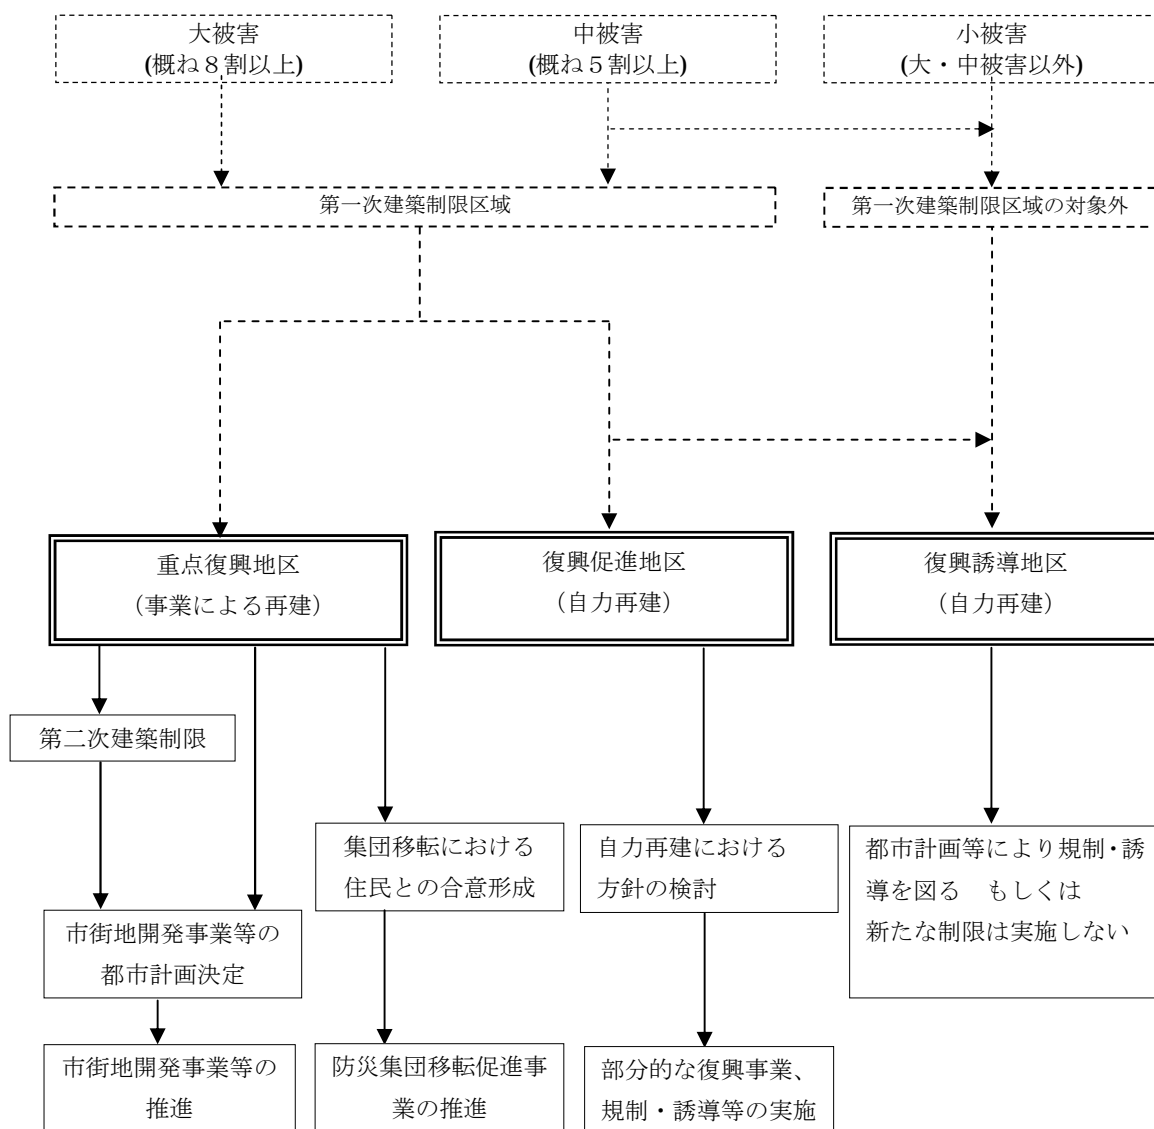 大被害
(概ね８割以上)
中被害
(概ね５割以上)
小被害
(大・中被害以外)
第一次建築制限区域
第一次建築制限区域の対象外
重点復興地区
（事業による再建）
復興促進地区
（自力再建）
復興誘導地区
（自力再建）
第二次建築制限
集団移転における
住民との合意形成
自力再建における
方針の検討
都市計画等により規制・誘
導を図る　もしくは
新たな制限は実施しない
市街地開発事業等の
都市計画決定
市街地開発事業等の
推進
防災集団移転促進事
業の推進
部分的な復興事業、
規制・誘導等の実施